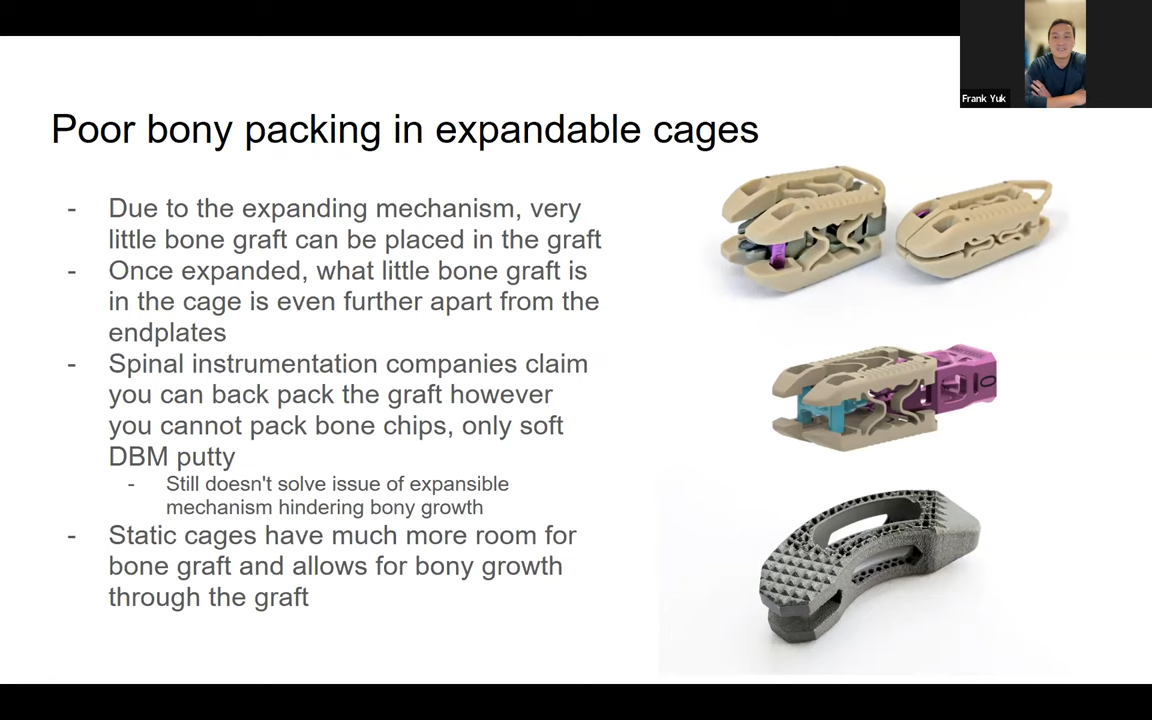 Frank Yuk
Poor bony packing in expandable cages
- Due to the expanding mechanism, very
little bone graft can be placed in the graft
- Once expanded, what little bone graft is
in the cage is even further apart from the
endplates
- Spinal instrumentation companies claim
you can back pack the graft however
you cannot pack bone chips, only soft
DBM putty
- Still doesn't solve issue of expansible
mechanism hindering bony growth
- Static cages have much more room for
bone graft and allows for bony growth
through the graft